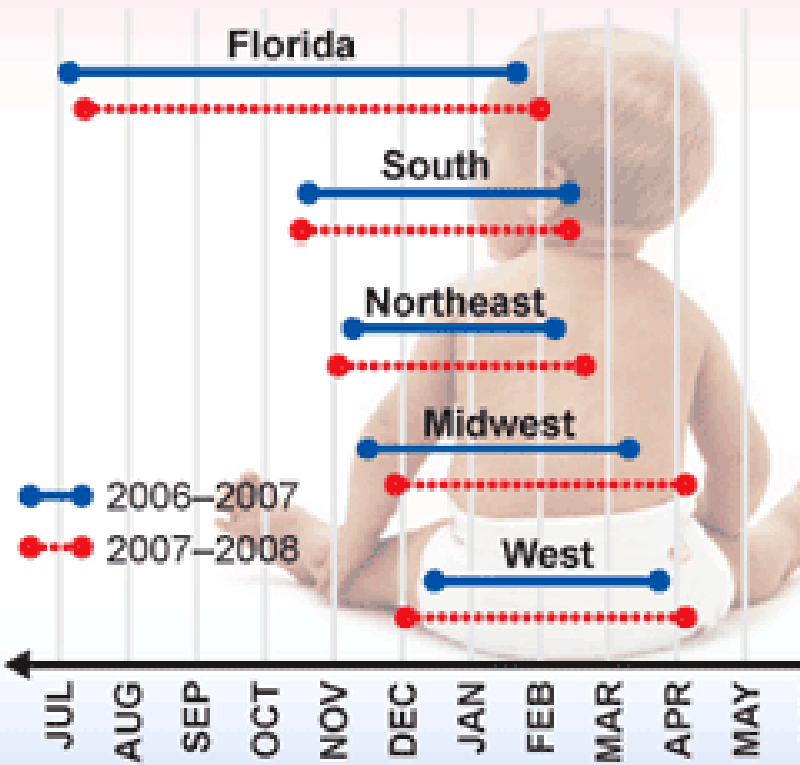 Florida
South
Northeast
Midwest
2006–2007
2007–2008
West
JUL AUG SEP OCT NOV DEC JAN FEB MAR APR MAY